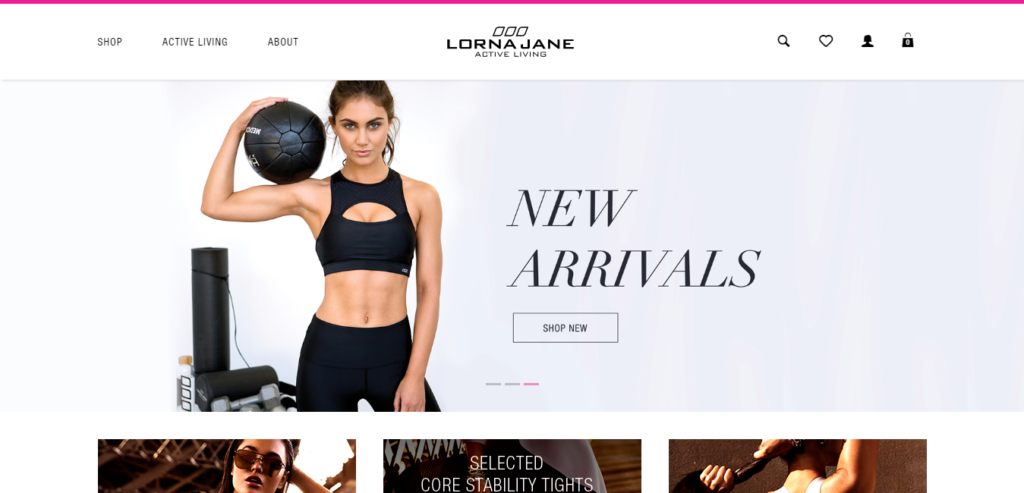 SHOP
ACTIVE LIVING
ABOUT
LORNA JANE
ACTIVE LIVING
0
NEW
ARRIVALS
SHOP NEW
SELECTED
CORE STABILITY TIGHTS